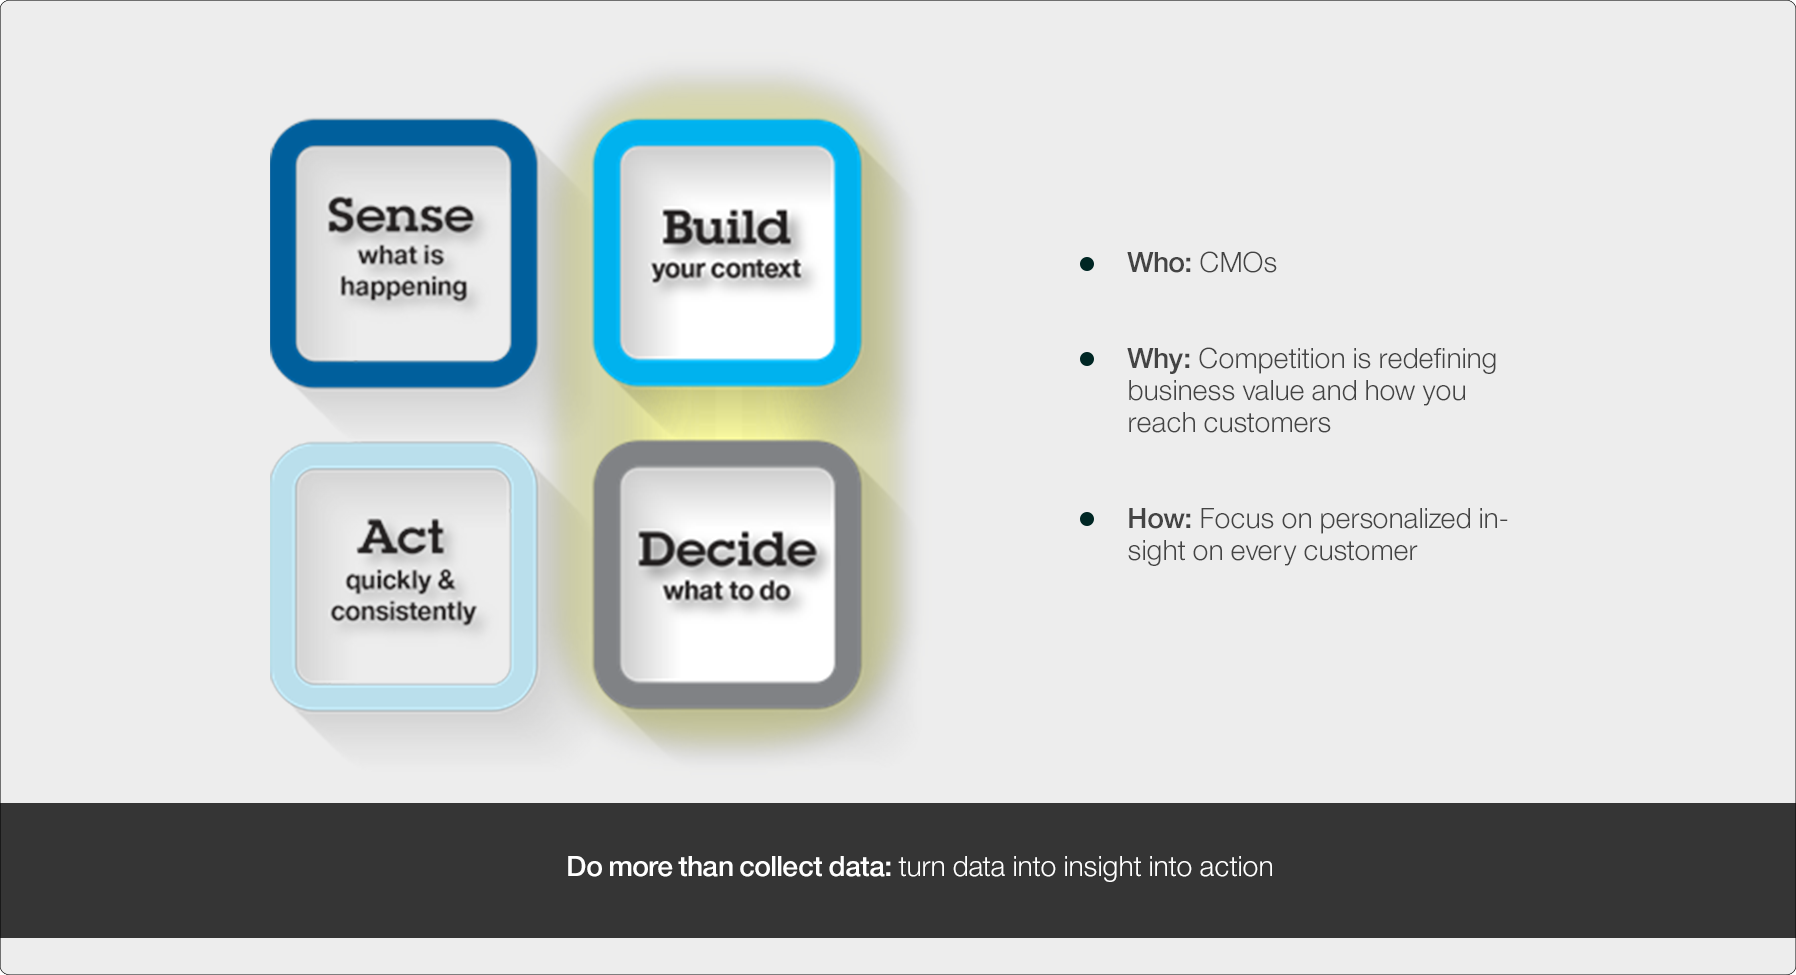 Sense
what is
happening
Build
your context
Act
quickly &
consistently
Decide
what to do
Who: CMOs
Why: Competition is redefining
business value and how you
reach customers
How: Focus on personalized in-
sight on every customer
Do more than collect data: turn data into insight into action